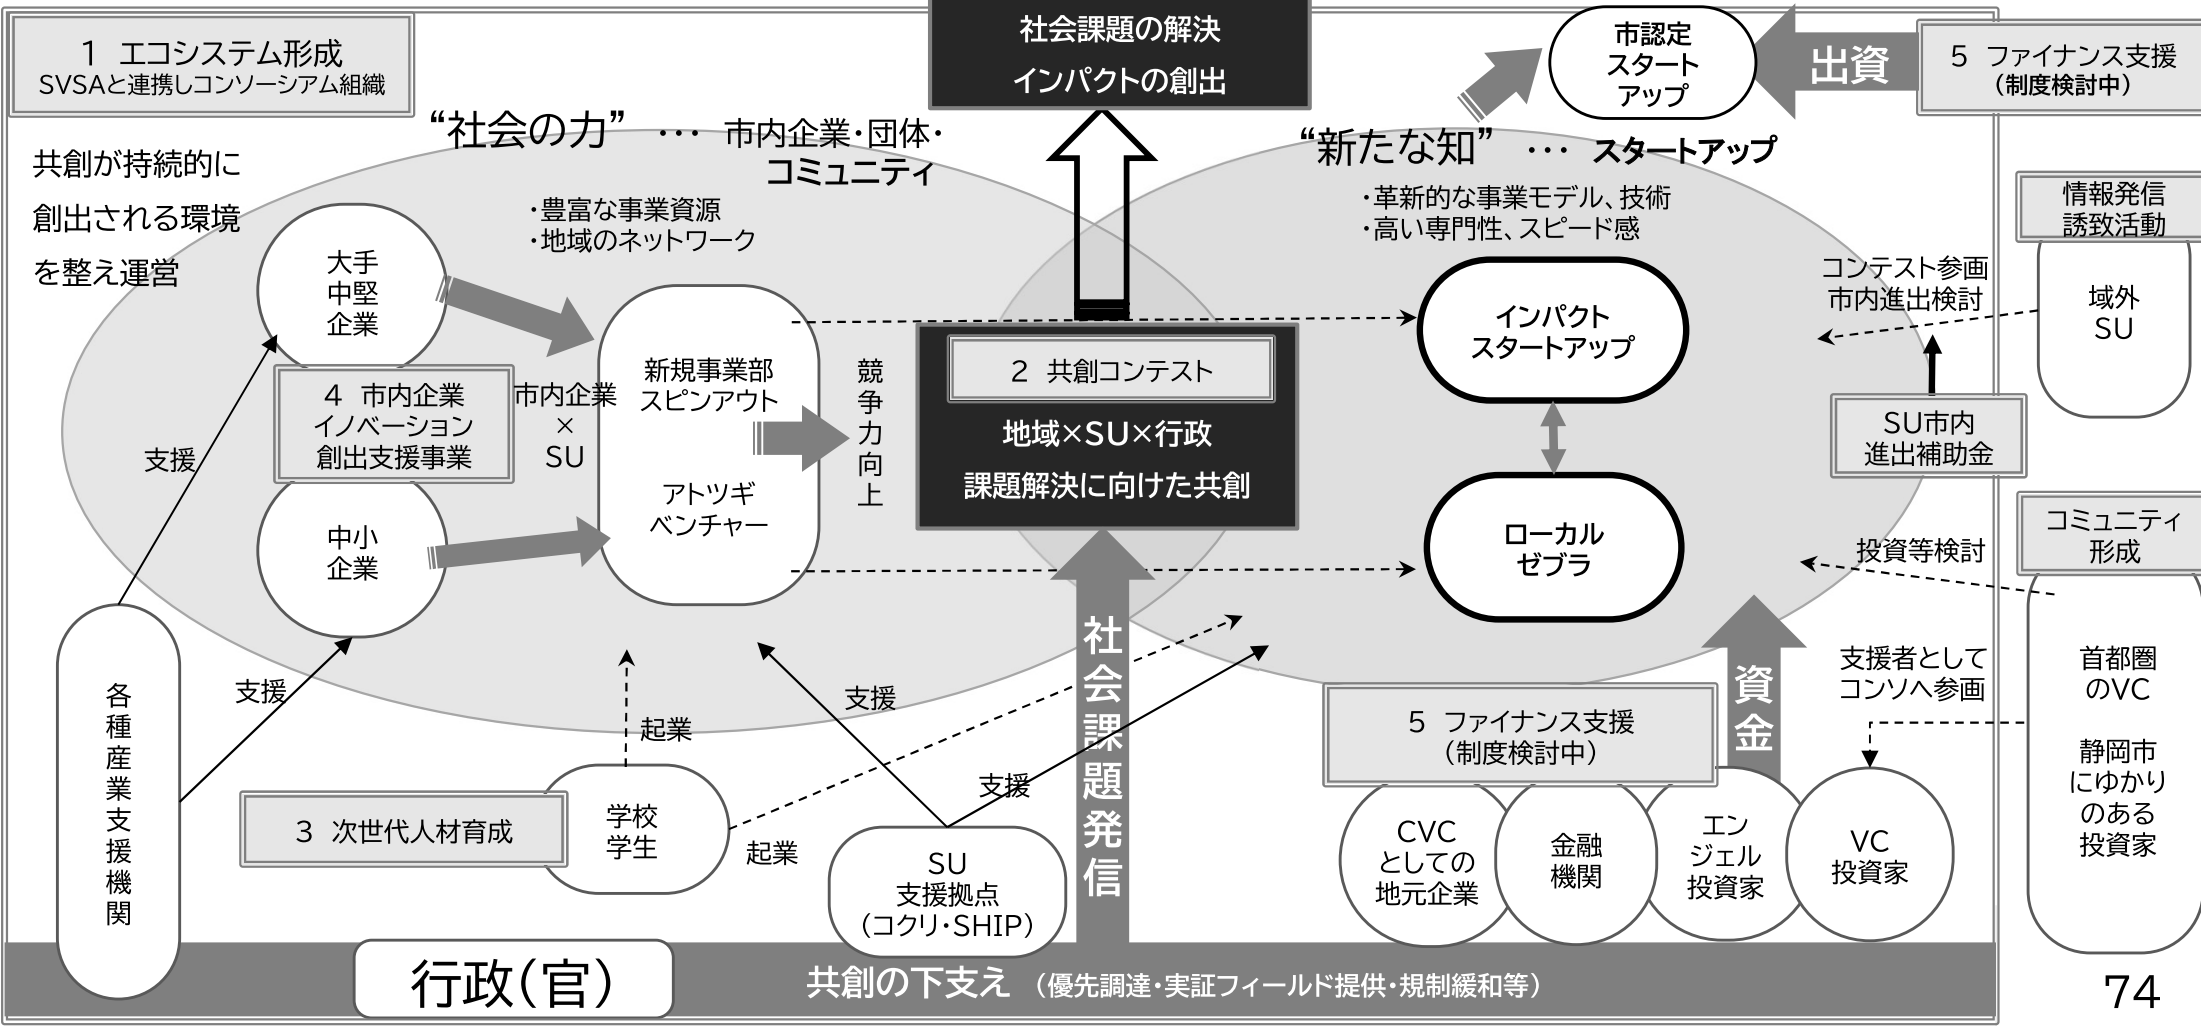 社会課題の解決
インパクトの創出
1 エコシステム形成
SVSAと連携しコンソーシアム組織
市認定
スタート
アップ
出資
5 ファイナンス支援
（制度検討中）
“社会の力” … 市内企業・団体・
コミュニティ
“新たな知” … スタートアップ
共創が持続的に
創出される環境
を整え運営
・豊富な事業資源
・地域のネットワーク
・革新的な事業モデル、技術
・高い専門性、スピード感
情報発信
誘致活動
域外
SU
コンテスト参画
市内進出検討
大手
中堅
企業
インパクト
スタートアップ
新規事業部
スピンアウト
アトツギ
ベンチャー
競争力向上
2 共創コンテスト
地域×SU×行政
課題解決に向けた共創
4 市内企業
イノベーション
創出支援事業
市内企業
×
SU
SU市内
進出補助金
支援
中小
企業
ローカル
ゼブラ
コミュニティ
形成
投資等検討
社会課題発信
資金
支援者として
コンソへ参画
首都圏
のVC
静岡市
にゆかり
のある
投資家
各種産業支援機関
支援
起業
支援
支援
5 ファイナンス支援
（制度検討中）
3 次世代人材育成
学校
学生
起業
SU
支援拠点
（コクリ・SHIP）
CVC
としての
地元企業
金融
機関
エン
ジェル
投資家
VC
投資家
行政（官）
共創の下支え （優先調達・実証フィールド提供・規制緩和等）
74